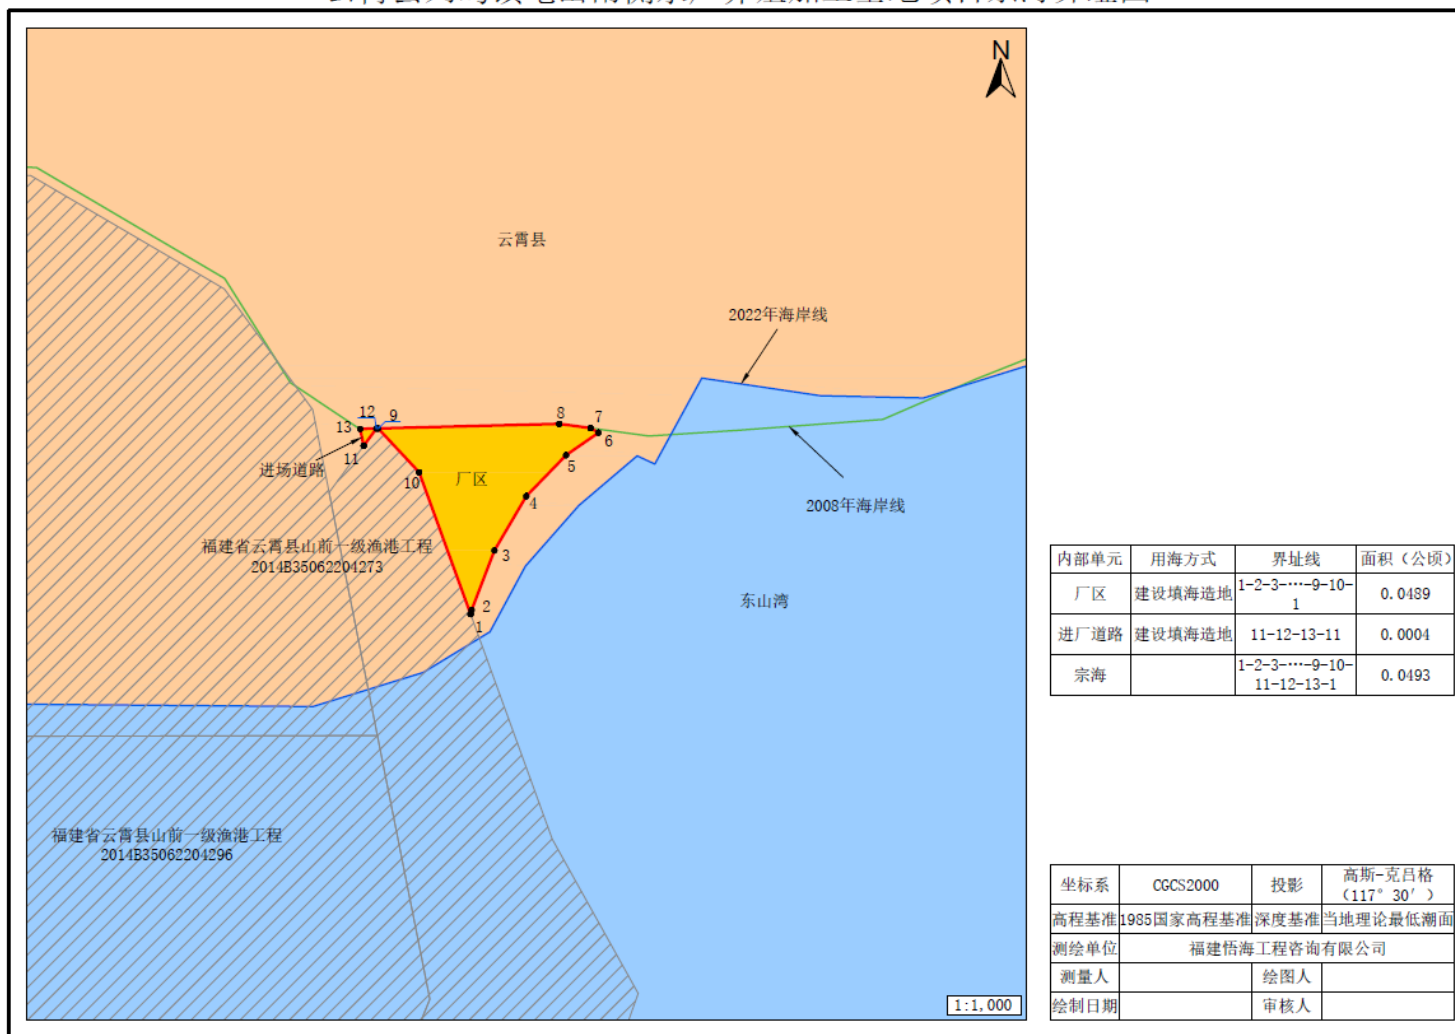 N
云霄县
2022年海岸线
12 9 8 7
13 6
11 5
进场道路
10 厂区
4
2008年海岸线
3
福建省云霄县山前一级渔港工程
2014B35062204273
2
1
东山湾
福建省云霄县山前一级渔港工程
2014B35062204296
1:1,000
内部单元 用海方式 界址线 面积（公顷）
厂区 建设填海造地 1-2-3-…-9-10-
1 0.0489
进厂道路 建设填海造地 11-12-13-11 0.0004
宗海 1-2-3-…-9-10-
11-12-13-1 0.0493
坐标系 CGCS2000 投影 高斯-克吕格
（117° 30′ ）
高程基准 1985国家高程基准 深度基准 当地理论最低潮面
测绘单位 福建悟海工程咨询有限公司
测量人 绘图人
绘制日期 审核人